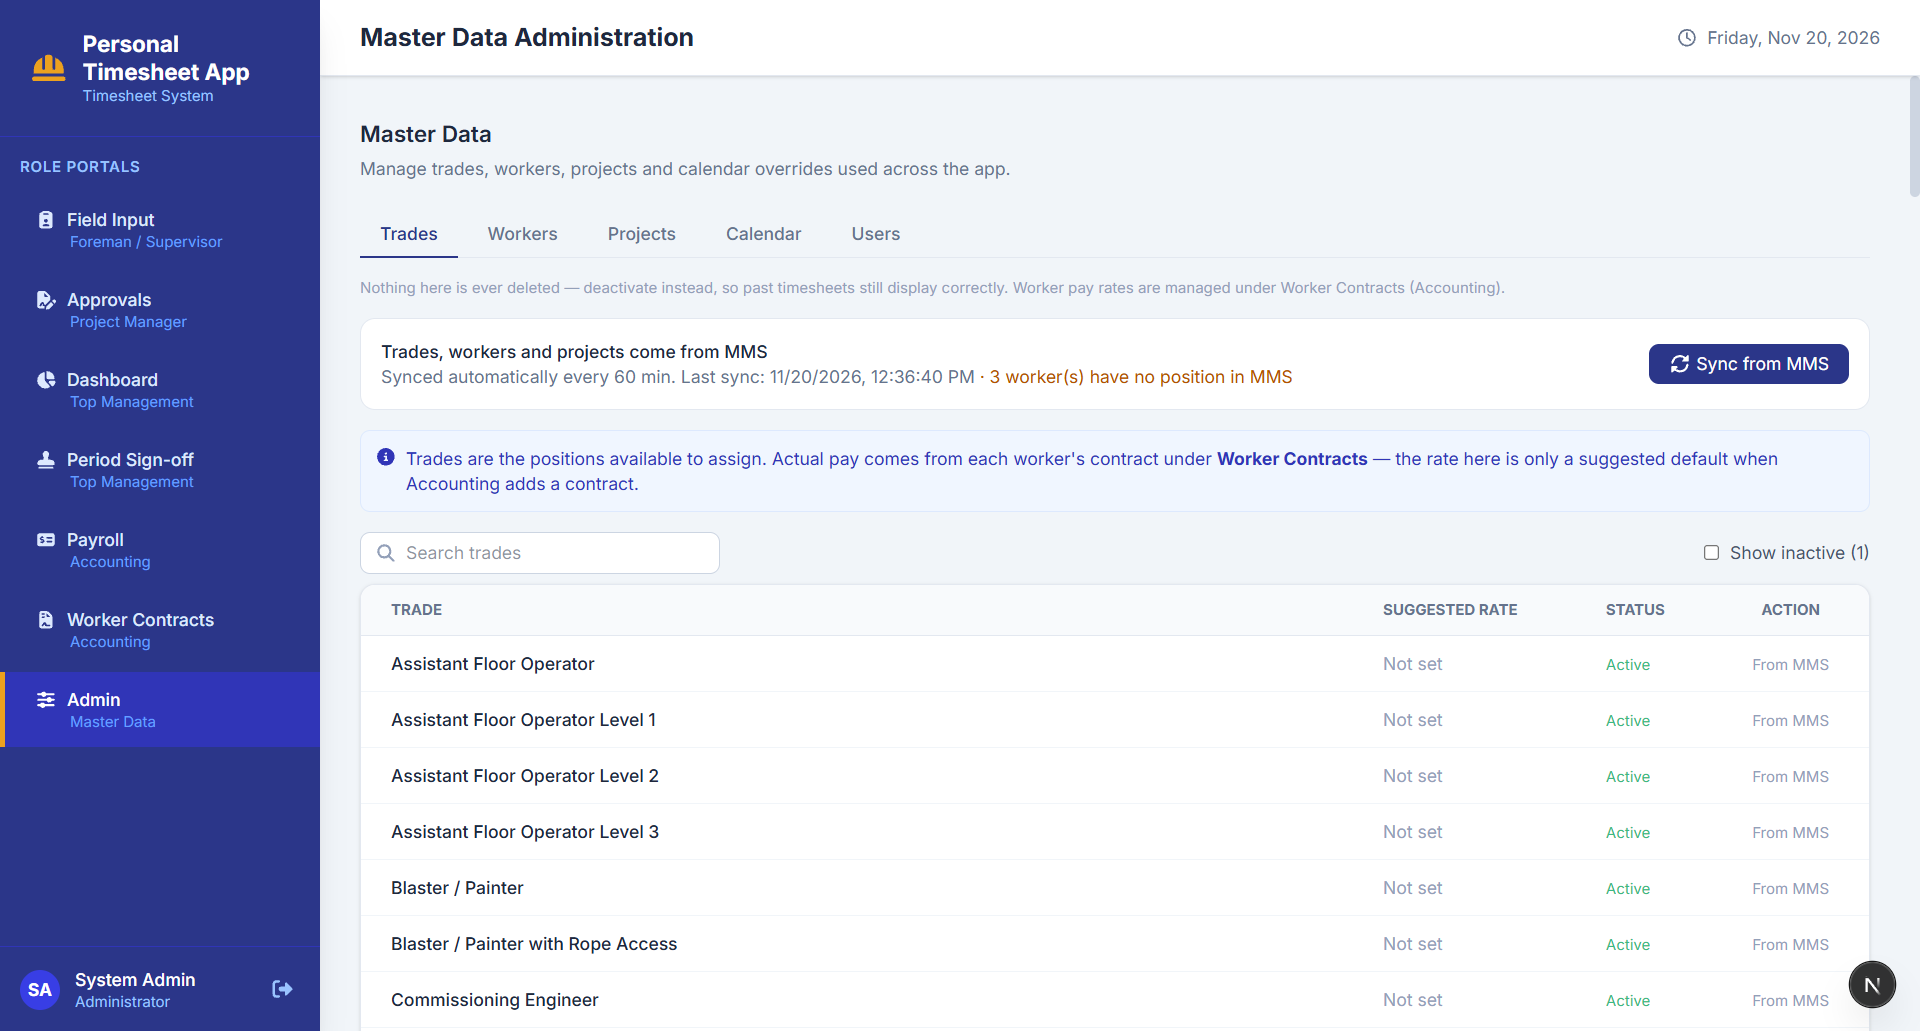 Personal
Timesheet App
Timesheet System
ROLE PORTALS
Field Input
Foreman / Supervisor
Approvals
Project Manager
Dashboard
Top Management
Period Sign-off
Top Management
Payroll
Accounting
Worker Contracts
Accounting
Admin
Master Data
SA
System Admin
Administrator
Master Data Administration
Friday, Nov 20, 2026
Master Data
Manage trades, workers, projects and calendar overrides used across the app.
Trades Workers Projects Calendar Users
Nothing here is ever deleted — deactivate instead, so past timesheets still display correctly. Worker pay rates are managed under Worker Contracts (Accounting).
Trades, workers and projects come from MMS
Synced automatically every 60 min. Last sync: 11/20/2026, 12:36:40 PM · 3 worker(s) have no position in MMS
Sync from MMS
Trades are the positions available to assign. Actual pay comes from each worker's contract under Worker Contracts — the rate here is only a suggested default when
Accounting adds a contract.
Search trades
Show inactive (1)
TRADE SUGGESTED RATE STATUS ACTION
Assistant Floor Operator Not set Active From MMS
Assistant Floor Operator Level 1 Not set Active From MMS
Assistant Floor Operator Level 2 Not set Active From MMS
Assistant Floor Operator Level 3 Not set Active From MMS
Blaster / Painter Not set Active From MMS
Blaster / Painter with Rope Access Not set Active From MMS
Commissioning Engineer Not set Active From MMS
N